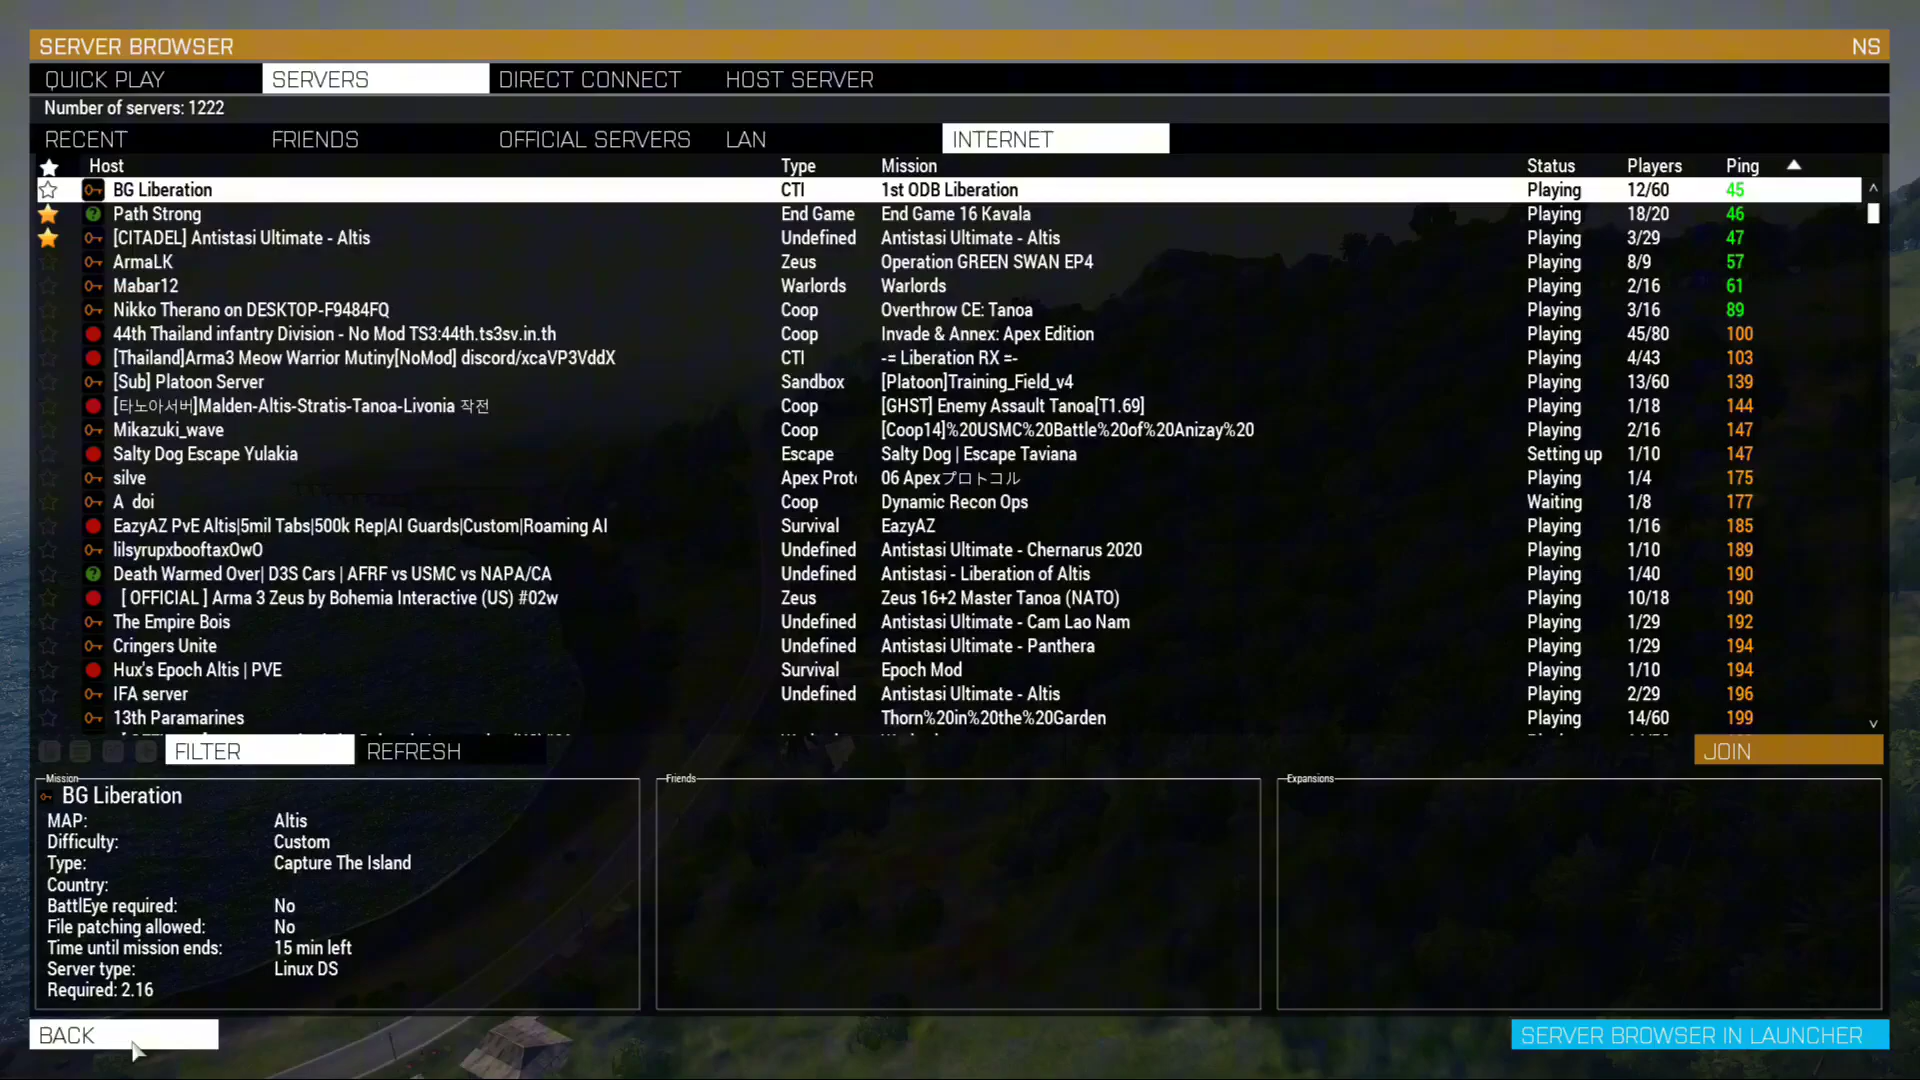 SERVER BROWSER NS
QUICK PLAY SERVERS DIRECT CONNECT HOST SERVER
Number of servers: 1222
RECENT FRIENDS OFFICIAL SERVERS LAN INTERNET
Host Type Mission Status Players Ping
BG Liberation CTI 1st ODB Liberation Playing 12/60 45
Path Strong End Game End Game 16 Kavala Playing 18/20 46
[CITADEL] Antistasi Ultimate - Altis Undefined Antistasi Ultimate - Altis Playing 3/29 47
ArmaLK Zeus Operation GREEN SWAN EP4 Playing 8/9 57
Mabar12 Warlords Warlords Playing 2/16 61
Nikko Therano on DESKTOP-F9484FQ Coop Overthrow CE: Tanoa Playing 3/16 89
44th Thailand infantry Division - No Mod TS3:44th.ts3sv.in.th Coop Invade & Annex: Apex Edition Playing 45/80 100
[Thailand]Arma3 Meow Warrior Mutiny[NoMod] discord/xcaVP3VddX CTI -= Liberation RX =- Playing 4/43 103
[Sub] Platoon Server Sandbox [Platoon]Training_Field_v4 Playing 13/60 139
[타노아서버]Malden-Altis-Stratis-Tanoa-Livonia 작전 Coop [GHST] Enemy Assault Tanoa[T1.69] Playing 1/18 144
Mikazuki_wave Coop [Coop14]%20USMC%20Battle%20of%20Anizay%20 Playing 2/16 147
Salty Dog Escape Yulakia Escape Salty Dog | Escape Taviana Setting up 1/10 147
silve Apex Prot 06 Apexプロトコル Playing 1/4 175
A doi Coop Dynamic Recon Ops Waiting 1/8 177
EazyAZ PvE Altis|5mil Tabs|500k Rep|AI Guards|Custom|Roaming AI Survival EazyAZ Playing 1/16 185
lilsyrupxbooftaxOwO Undefined Antistasi Ultimate - Chernarus 2020 Playing 1/10 189
Death Warmed Over| D3S Cars | AFRF vs USMC vs NAPA/CA Undefined Antistasi - Liberation of Altis Playing 1/40 190
[ OFFICIAL ] Arma 3 Zeus by Bohemia Interactive (US) #02w Zeus Zeus 16+2 Master Tanoa (NATO) Playing 10/18 190
The Empire Bois Undefined Antistasi Ultimate - Cam Lao Nam Playing 1/29 192
Cringers Unite Undefined Antistasi Ultimate - Panthera Playing 1/29 194
Hux's Epoch Altis | PVE Survival Epoch Mod Playing 1/10 194
IFA server Undefined Antistasi Ultimate - Altis Playing 2/29 196
13th Paramarines Thorn%20in%20the%20Garden Playing 14/60 199
FILTER REFRESH JOIN
Mission Friends Expansions
BG Liberation
MAP: Altis
Difficulty: Custom
Type: Capture The Island
Country:
BattlEye required: No
File patching allowed: No
Time until mission ends: 15 min left
Server type: Linux DS
Required: 2.16
BACK SERVER BROWSER IN LAUNCHER